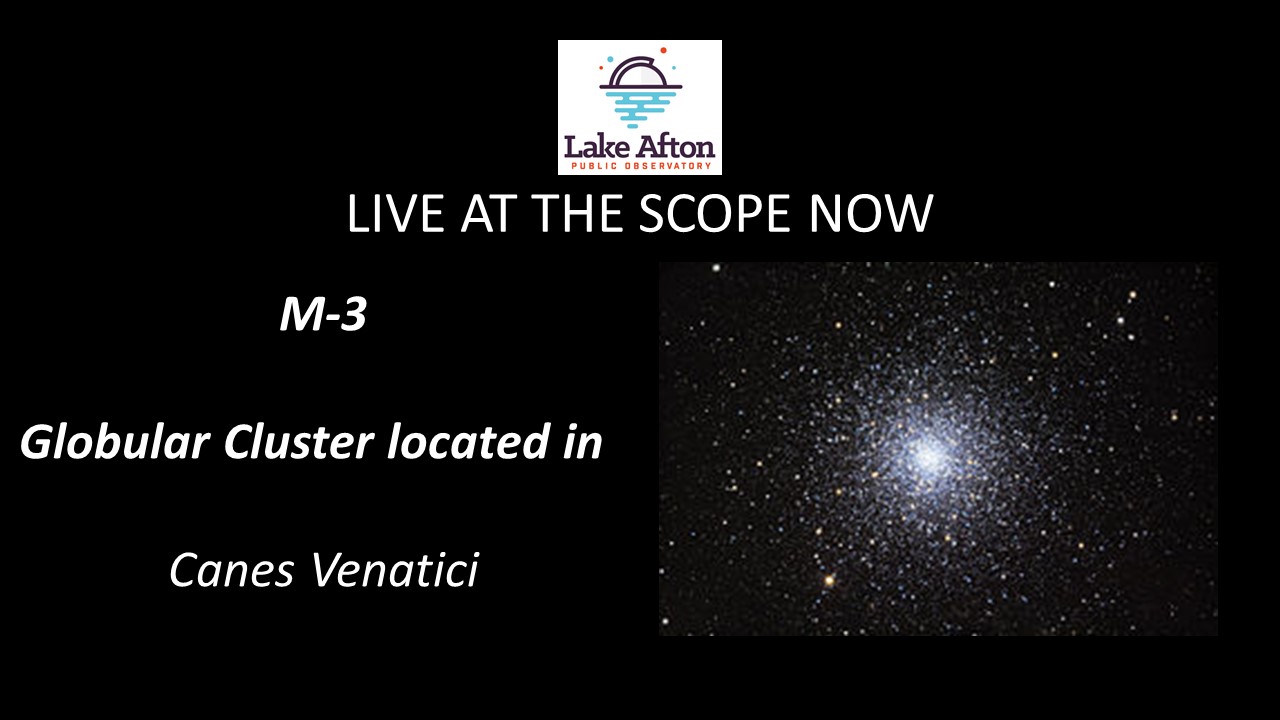 Lake Afton
PUBLIC OBSERVATORY
LIVE AT THE SCOPE NOW
M-3
Globular Cluster located in
Canes Venatici